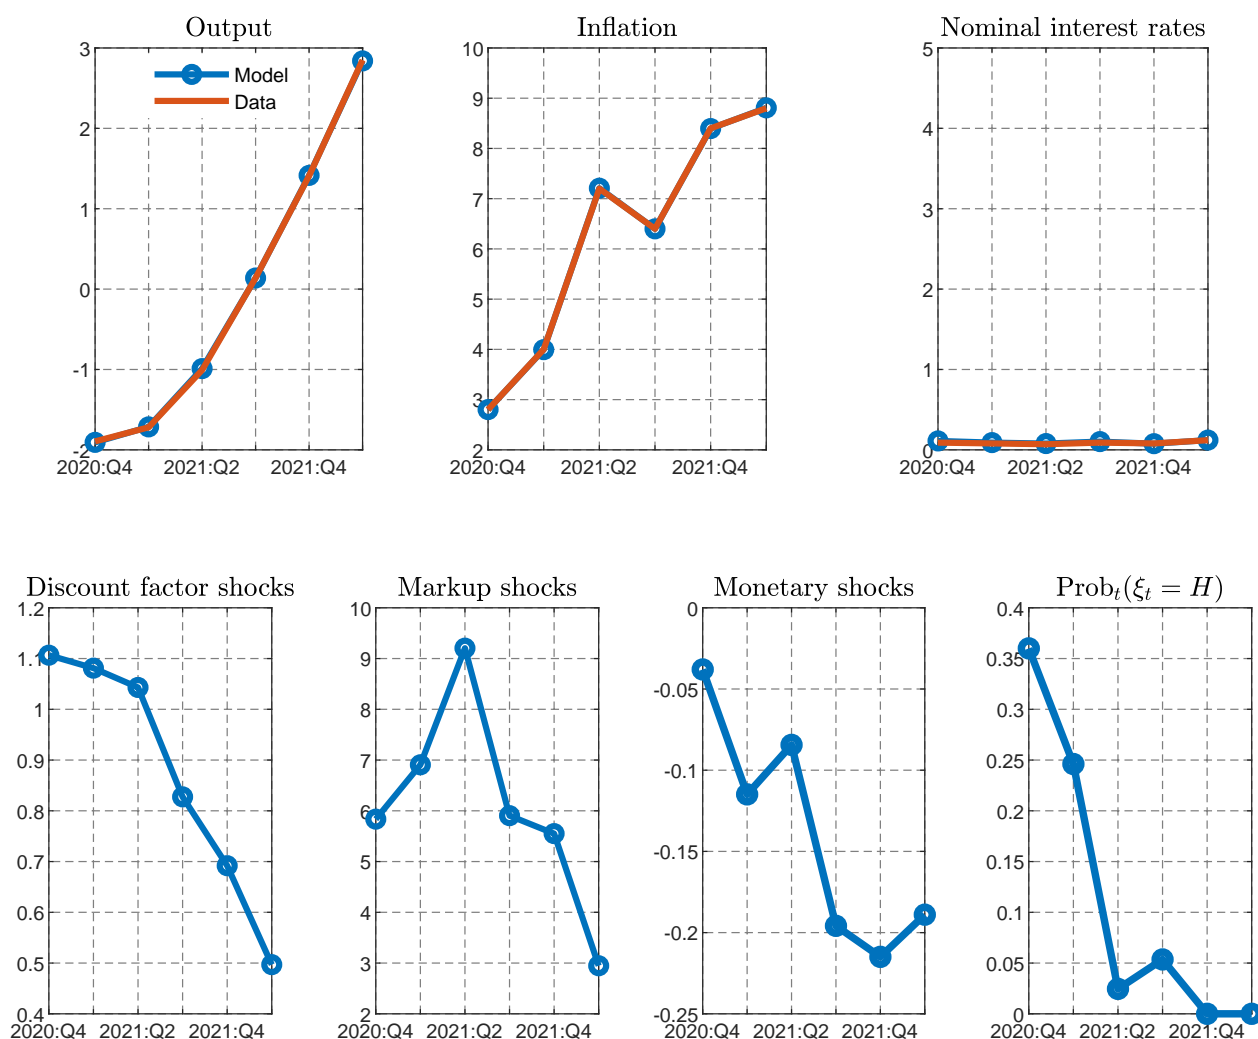 Output
Inflation
Nominal interest rates
3
2
1
0
-1
-2
Model
Data
2020:Q4
2021:Q2
2021:Q4
10
9
8
7
6
5
4
3
2
2020:Q4
2021:Q2
2021:Q4
5
4
3
2
1
0
2020:Q4
2021:Q2
2021:Q4
Discount factor shocks
Markup shocks
Monetary shocks
Prob_t(ξ_t = H)
1.2
1.1
1
0.9
0.8
0.7
0.6
0.5
0.4
2020:Q4
2021:Q2
2021:Q4
10
9
8
7
6
5
4
3
2
2020:Q4
2021:Q2
2021:Q4
0
-0.05
-0.1
-0.15
-0.2
-0.25
2020:Q4
2021:Q2
2021:Q4
0.4
0.35
0.3
0.25
0.2
0.15
0.1
0.05
0
2020:Q4
2021:Q2
2021:Q4